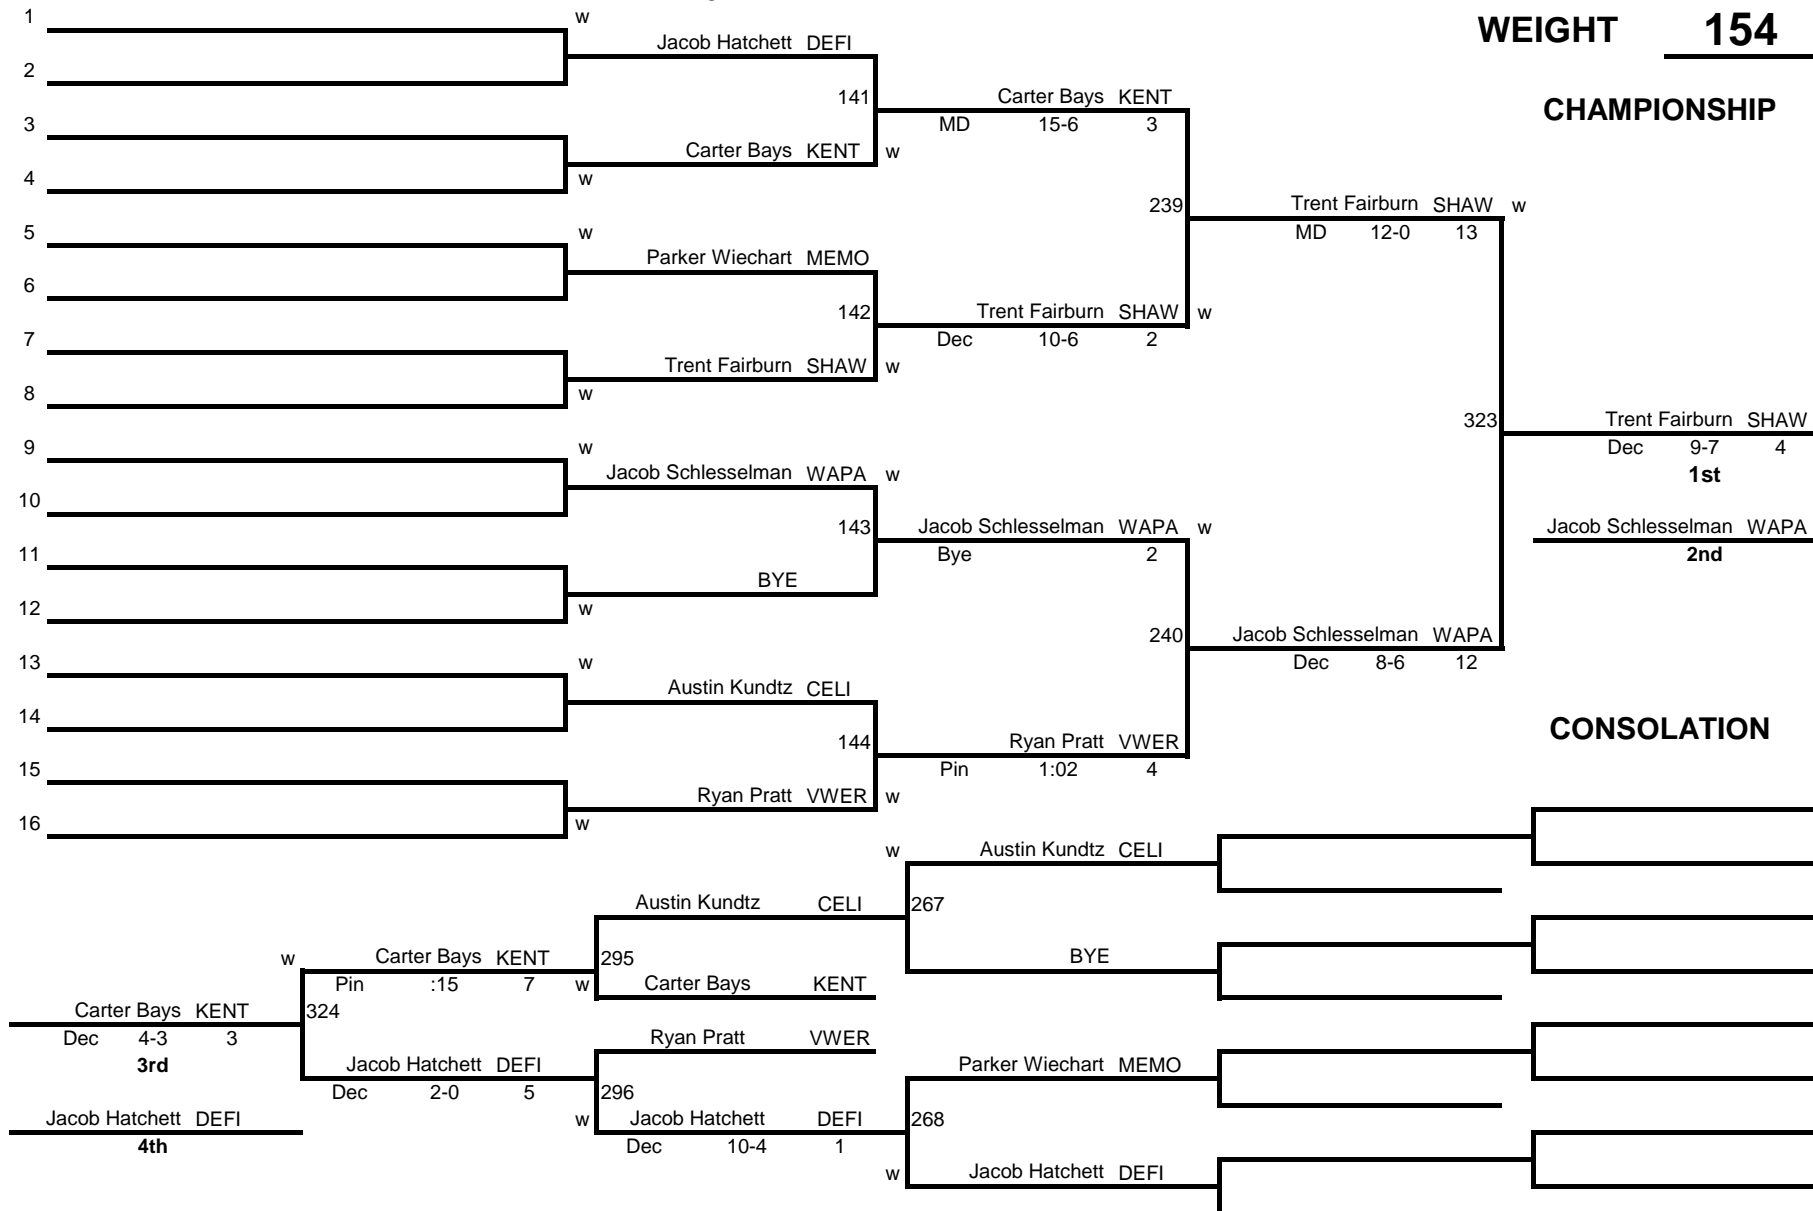 1 w
WEIGHT 154
Jacob Hatchett DEFI
2
141 Carter Bays KENT
CHAMPIONSHIP
MD 15-6 3
3
Carter Bays KENT w
4 w
239 Trent Fairburn SHAW w
MD 12-0 13
5 w
Parker Wiechart MEMO
6
142 Trent Fairburn SHAW w
Dec 10-6 2
7
Trent Fairburn SHAW w
8 w
323 Trent Fairburn SHAW
Dec 9-7 4
1st
9 w
Jacob Schlesselman WAPA w
10
143 Jacob Schlesselman WAPA w
Bye 2
Jacob Schlesselman WAPA
2nd
11
BYE
12 w
240 Jacob Schlesselman WAPA
Dec 8-6 12
13 w
Austin Kundtz CELI
14
144 Ryan Pratt VWER
Pin 1:02 4
CONSOLATION
15
Ryan Pratt VWER w
16 w
w Austin Kundtz CELI
Austin Kundtz CELI 267
BYE
w Carter Bays KENT 295
Pin :15 7 w Carter Bays KENT
Carter Bays KENT 324
Dec 4-3 3
3rd
Ryan Pratt VWER
Jacob Hatchett DEFI
Dec 2-0 5
296
Parker Wiechart MEMO
Jacob Hatchett DEFI
4th
w Jacob Hatchett DEFI 268
Dec 10-4 1
w Jacob Hatchett DEFI